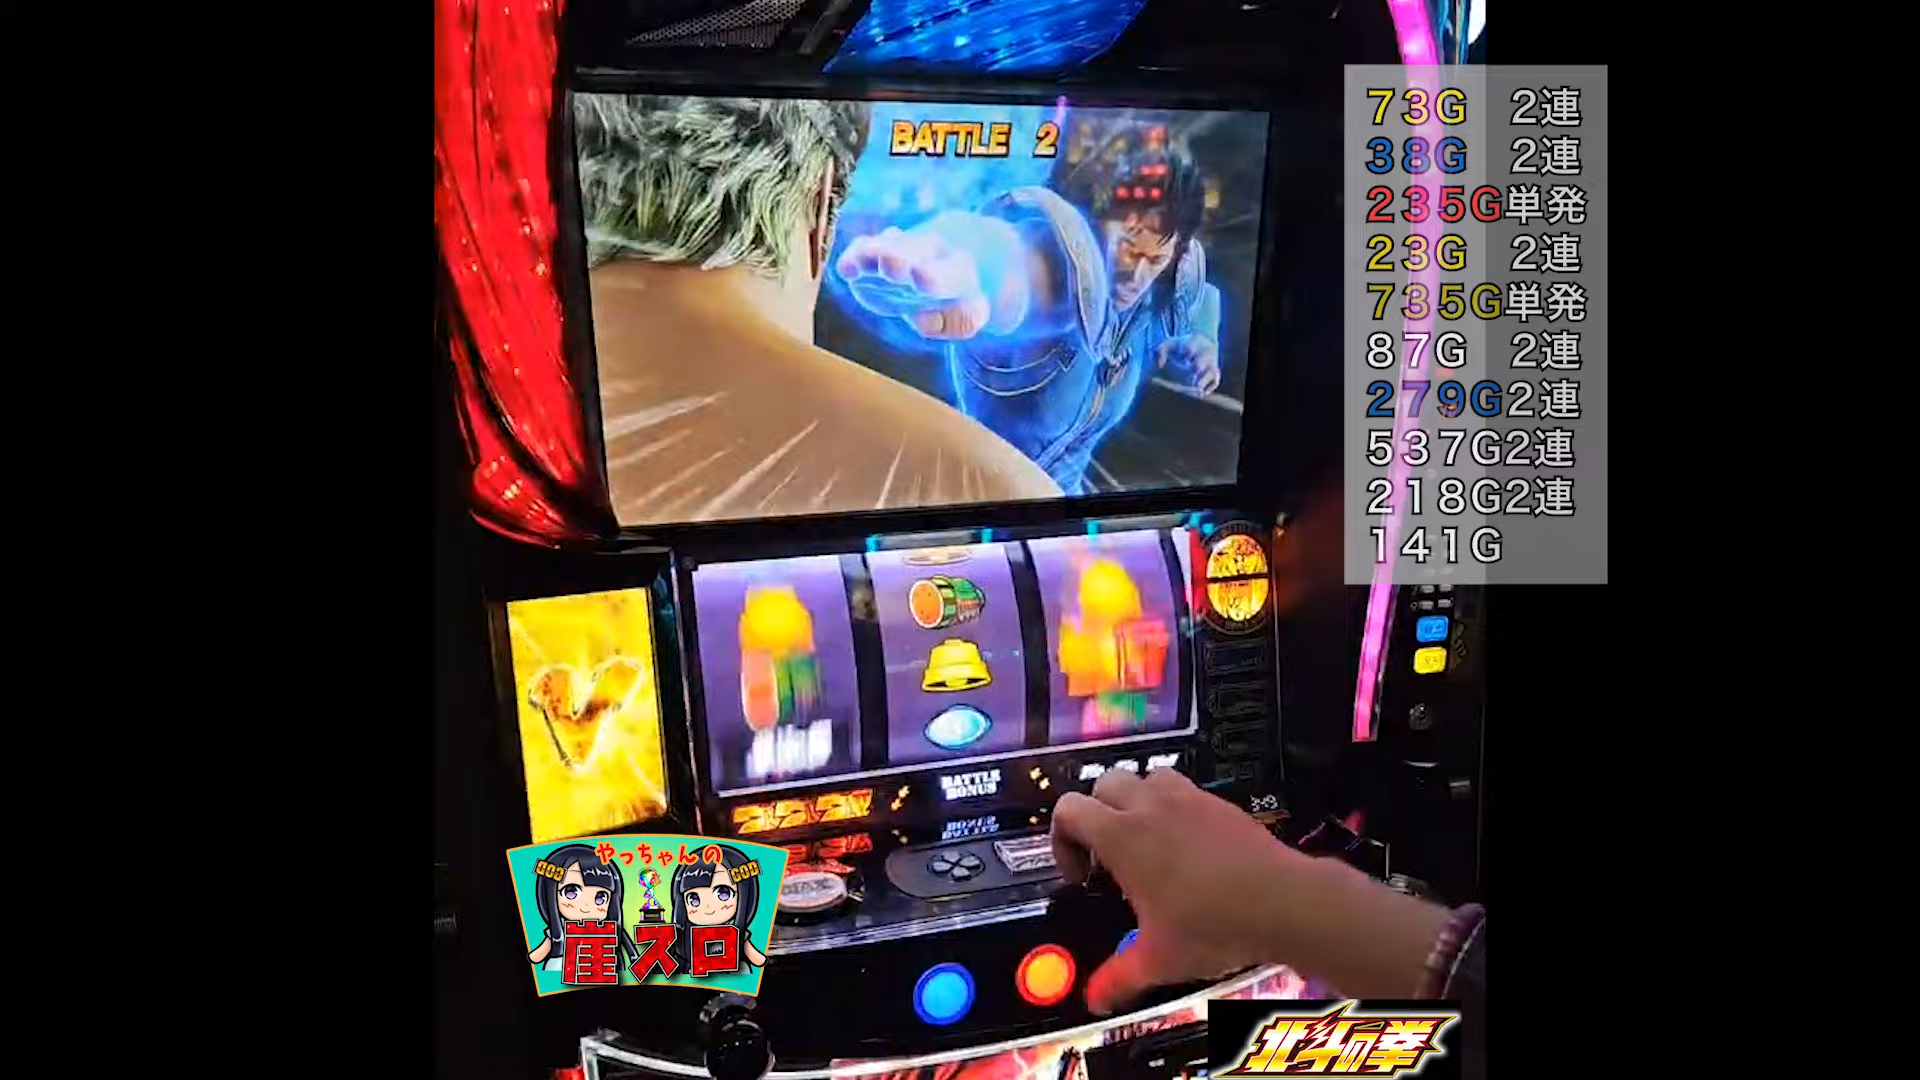 BATTLE 2
73G 2連
38G 2連
235G単発
23G 2連
735G単発
87G 2連
279G2連
537G2連
218G2連
141G
BATTLE
BONUS
やっちゃんの
GOD
崖スロ
北斗の拳